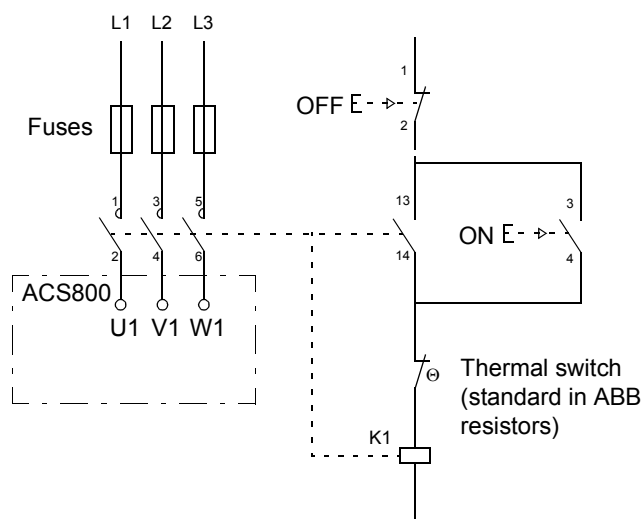 L1 L2 L3
Fuses
1 3 5
2 4 6
ACS800
U1 V1 W1
1
OFF
2
13
14
3
ON
4
Θ
Thermal switch
(standard in ABB
resistors)
K1